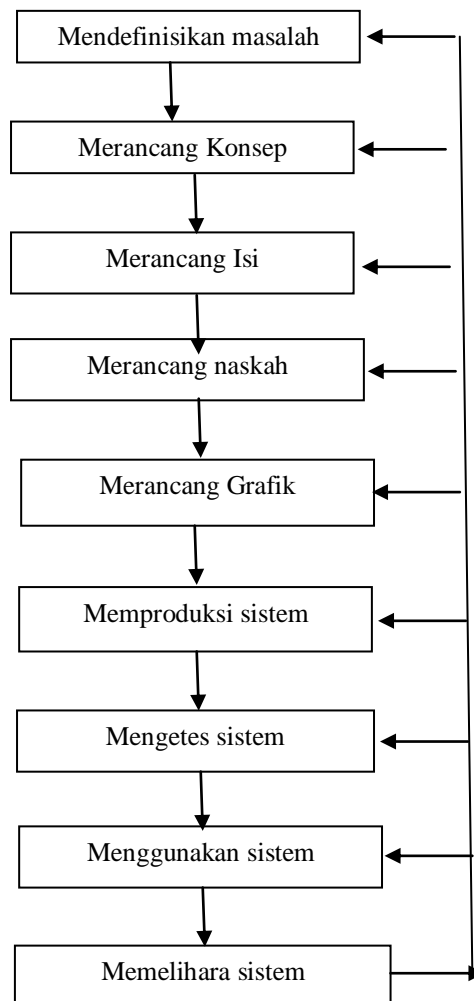 Mendefinisikan masalah
Merancang Konsep
Merancang Isi
Merancang naskah
Merancang Grafik
Memproduksi sistem
Mengetes sistem
Menggunakan sistem
Memelihara sistem